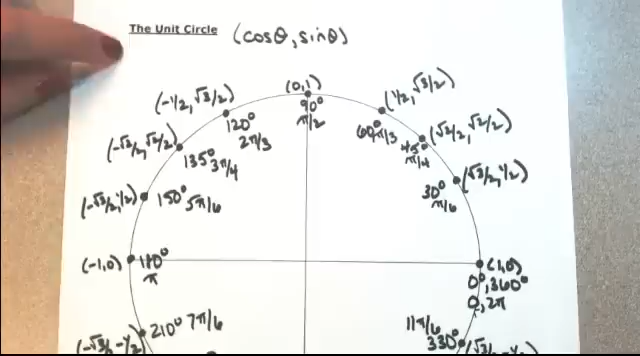 The Unit Circle (cosθ, sinθ)
(0,1)
90°
π/2
(-1/2, √3/2)
120°
2π/3
(1/2, √3/2)
60° π/3
(-√2/2, √2/2)
135° 3π/4
(√2/2, √2/2)
45°
π/4
(-√3/2, 1/2)
150° 5π/6
(√3/2, 1/2)
30°
π/6
(-1,0)
180°
π
(1,0)
0°, 360°
0, 2π
210° 7π/6
11π/6
330°